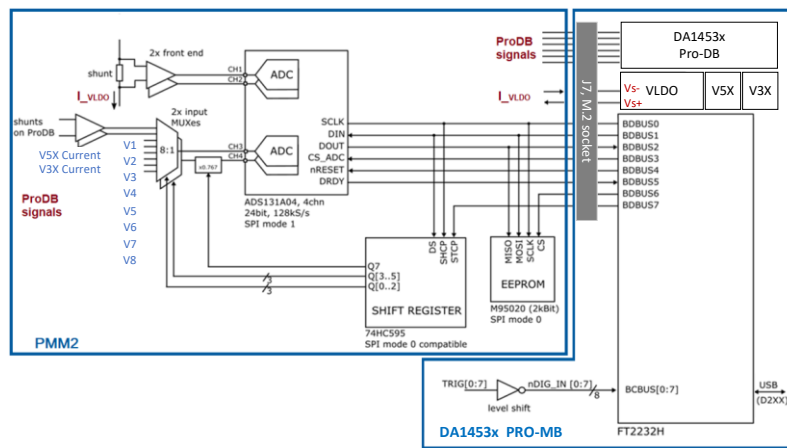 2x front end
shunt
I_VLDO
CH1
CH2
ADC
2x input
MUXes
shunts
on ProDB
8:1
V5X Current
V3X Current
ProDB
signals
V1
V2
V3
V4
V5
V6
V7
V8
x0.767
CH3
CH4
ADC
SCLK
DIN
DOUT
CS_ADC
nRESET
DRDY
ADS131A04, 4chn
24bit, 128kS/s
SPI mode 1
DS
SHCP
STCP
Q7
Q[3..5]
Q[0..2]
3
3
SHIFT REGISTER
74HC595
SPI mode 0 compatible
MISO
MOSI
SCLK
CS
EEPROM
M95020 (2kBit)
SPI mode 0
PMM2
ProDB
signals
I_VLDO
J7, M.2 socket
DA1453x
Pro-DB
Vs-
Vs+
VLDO
V5X
V3X
BDBUS0
BDBUS1
BDBUS2
BDBUS3
BDBUS4
BDBUS5
BDBUS6
BDBUS7
TRIG[0:7]
nDIG_IN [0:7]
8
level shift
BCBUS[0:7]
USB
(D2XX)
FT2232H
DA1453x PRO-MB